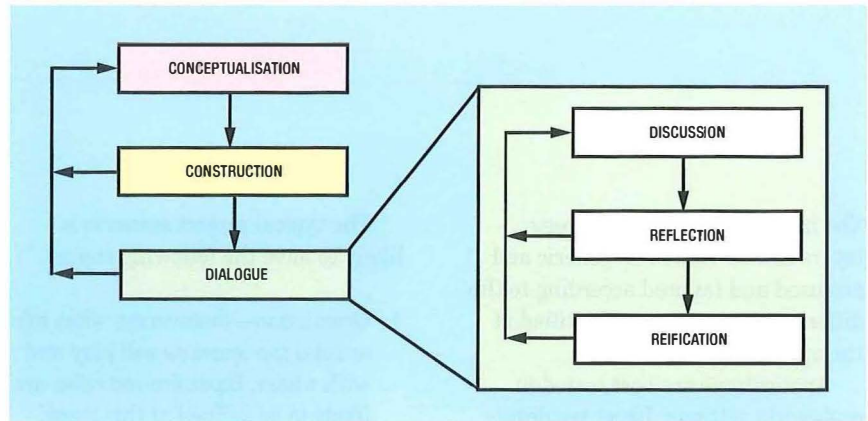 CONCEPTUALISATION
CONSTRUCTION
DIALOGUE
DISCUSSION
REFLECTION
REIFICATION